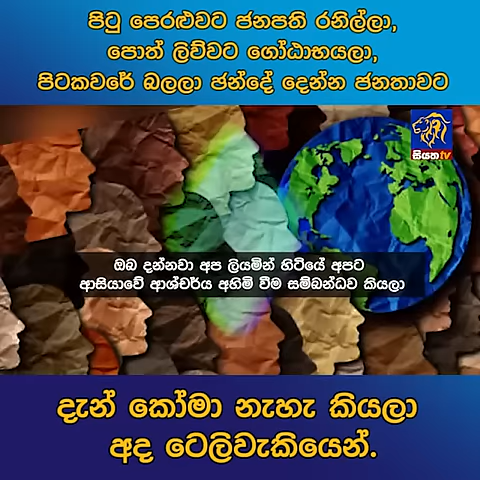 පිටු පෙරළුවට ජනපති රනිල්ලා,
පොත් ලිව්වට ගෝඨාභයලා,
පිටකවරේ බලලා ඡන්දේ දෙන්න ජනතාවට
සියත tv
ඔබ දන්නවා අප ලියමින් හිටියේ අපට
ආසියාවේ ආශ්චර්ය අහිමි වීම සම්බන්ධව කියලා
දැන් කෝමා නැහැ කියලා
අද ටෙලිවැකියෙන්.